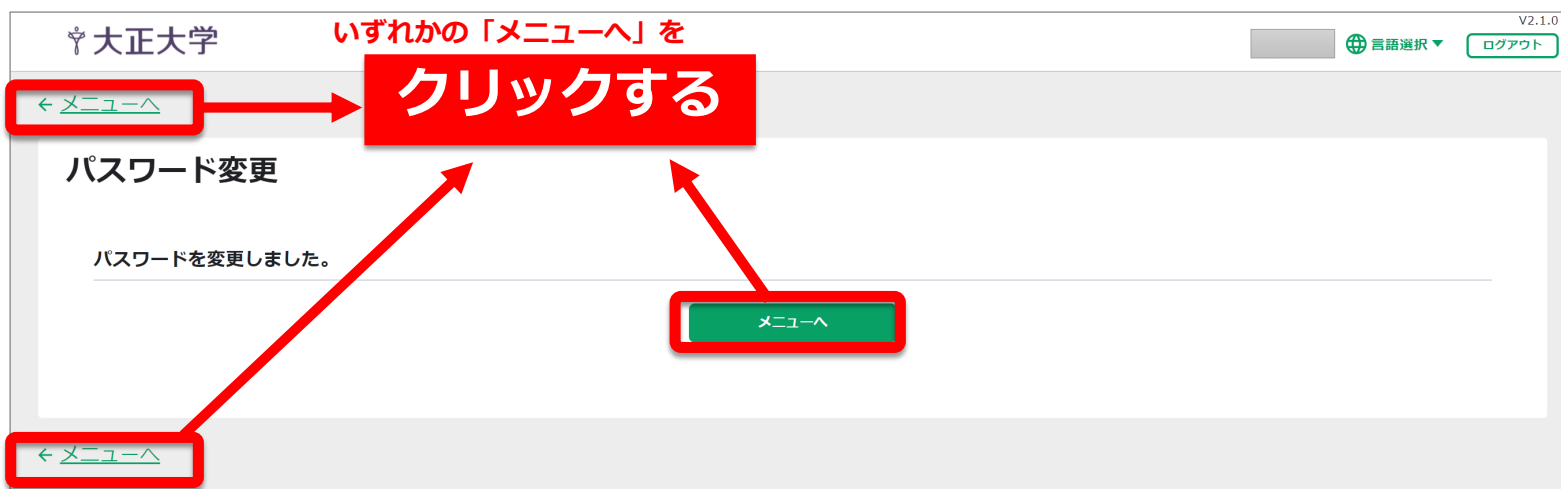 V2.1.0
大正大学
いずれかの「メニューへ」を
言語選択▼
ログアウト
クリックする
← メニューへ
パスワード変更
パスワードを変更しました。
メニューへ
← メニューへ